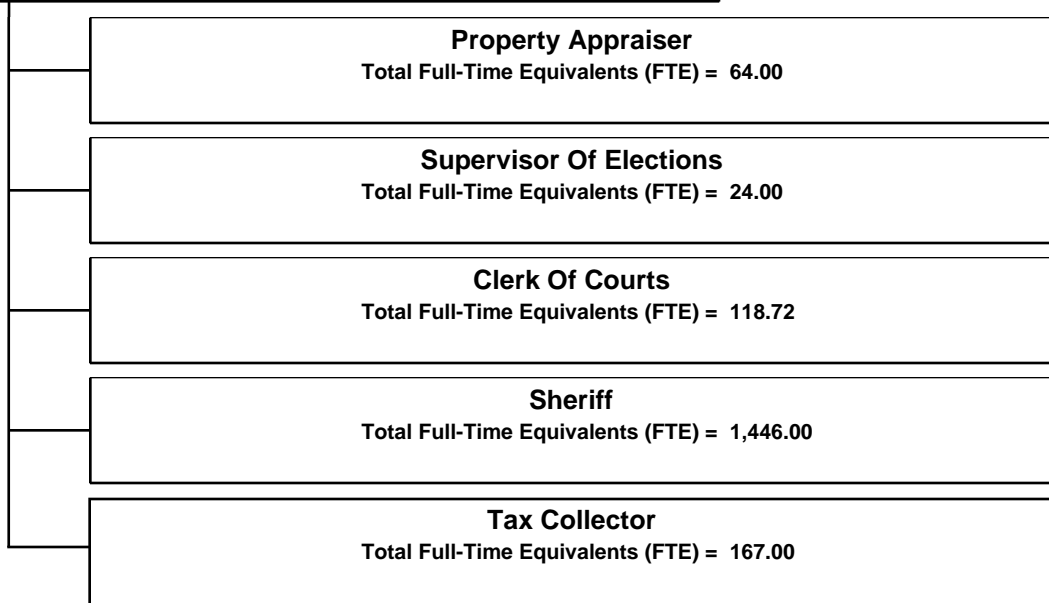 Property Appraiser
Total Full-Time Equivalents (FTE) = 64.00
Supervisor Of Elections
Total Full-Time Equivalents (FTE) = 24.00
Clerk Of Courts
Total Full-Time Equivalents (FTE) = 118.72
Sheriff
Total Full-Time Equivalents (FTE) = 1,446.00
Tax Collector
Total Full-Time Equivalents (FTE) = 167.00